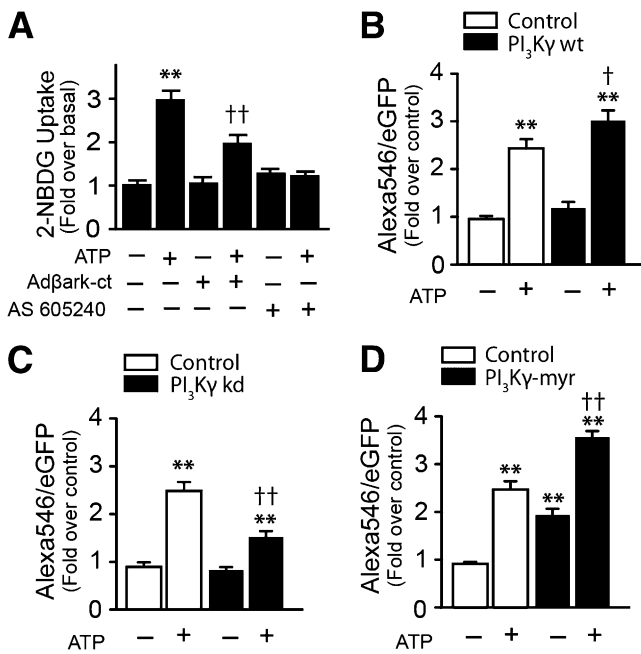 A
2-NBDG Uptake
(Fold over basal)
3
2
1
0
**
††
ATP – + – + – +
Adβark-ct – – + + – –
AS 605240 – – – – + +
B
Control
PI3Kγ wt
Alexa546/eGFP
(Fold over control)
4
3
2
1
0
**
†
**
ATP – + – +
C
Control
PI3Kγ kd
Alexa546/eGFP
(Fold over control)
4
3
2
1
0
**
††
**
ATP – + – +
D
Control
PI3Kγ-myr
Alexa546/eGFP
(Fold over control)
4
3
2
1
0
**
**
††
**
ATP – + – +